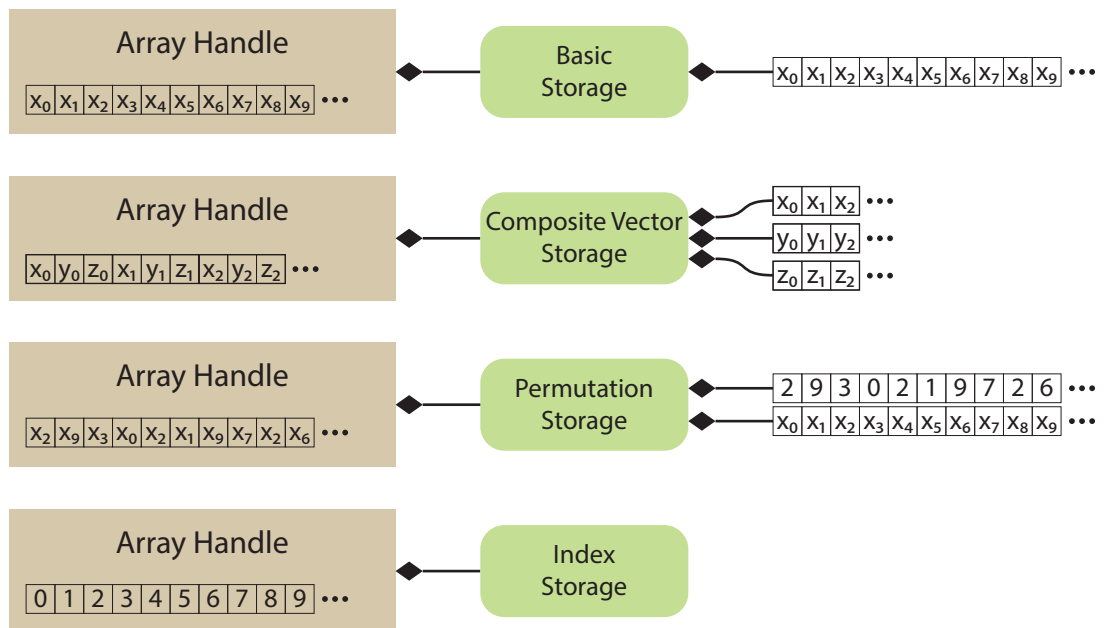 Array Handle
x₀ x₁ x₂ x₃ x₄ x₅ x₆ x₇ x₈ x₉ •••
Basic
Storage
x₀ x₁ x₂ x₃ x₄ x₅ x₆ x₇ x₈ x₉ •••
Array Handle
x₀ y₀ z₀ x₁ y₁ z₁ x₂ y₂ z₂ •••
Composite Vector
Storage
x₀ x₁ x₂ •••
y₀ y₁ y₂ •••
z₀ z₁ z₂ •••
Array Handle
x₂ x₉ x₃ x₀ x₂ x₁ x₉ x₇ x₂ x₆ •••
Permutation
Storage
2 9 3 0 2 1 9 7 2 6 •••
x₀ x₁ x₂ x₃ x₄ x₅ x₆ x₇ x₈ x₉ •••
Array Handle
0 1 2 3 4 5 6 7 8 9 •••
Index
Storage